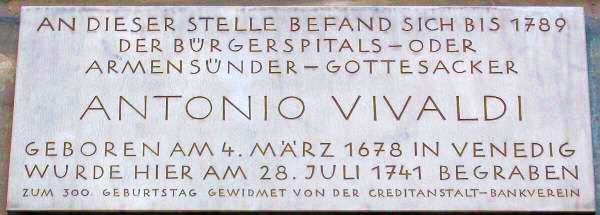 AN DIESER STELLE BEFAND SICH BIS 1789
DER BÜRGERSPITALS–ODER
ARMENSÜNDER–GOTTESACKER
ANTONIO VIVALDI
GEBOREN AM 4. MÄRZ 1678 IN VENEDIG
WURDE HIER AM 28. JULI 1741 BEGRABEN
ZUM 300. GEBURTSTAG GEWIDMET VON DER CREDITANSTALT–BANKVEREIN